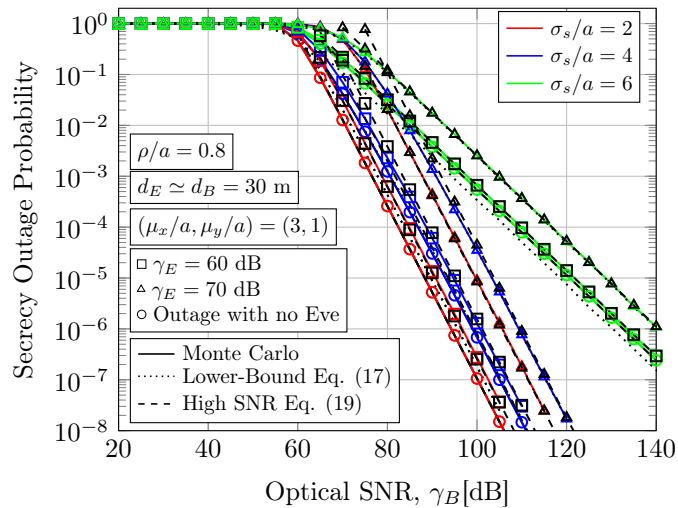 10^0
10^−1
10^−2
10^−3
10^−4
10^−5
10^−6
10^−7
10^−8
Secrecy Outage Probability
σ_s/a = 2
σ_s/a = 4
σ_s/a = 6
ρ/a = 0.8
d_E ≃ d_B = 30 m
(μ_x/a, μ_y/a) = (3, 1)
γ_E = 60 dB
γ_E = 70 dB
Outage with no Eve
Monte Carlo
Lower-Bound Eq. (17)
High SNR Eq. (19)
20 40 60 80 100 120 140
Optical SNR, γ_B[dB]